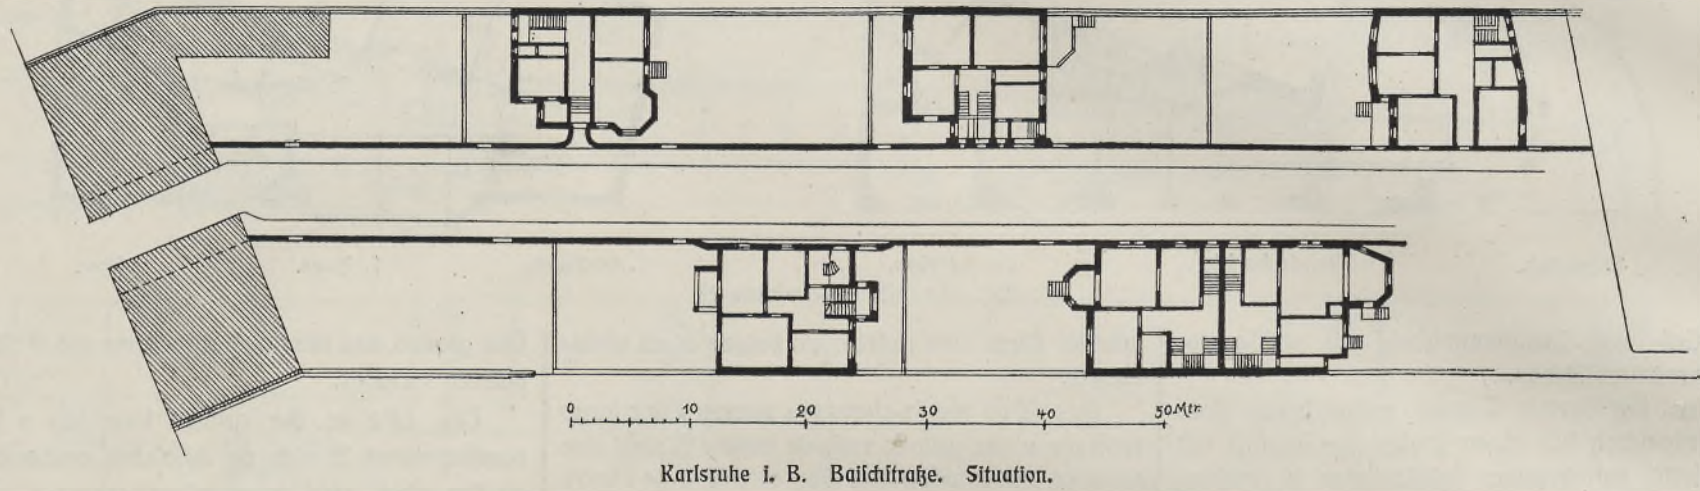 0 10 20 30 40 50 Mtr.
Karlsruhe i. B. Baischstraße. Situation.